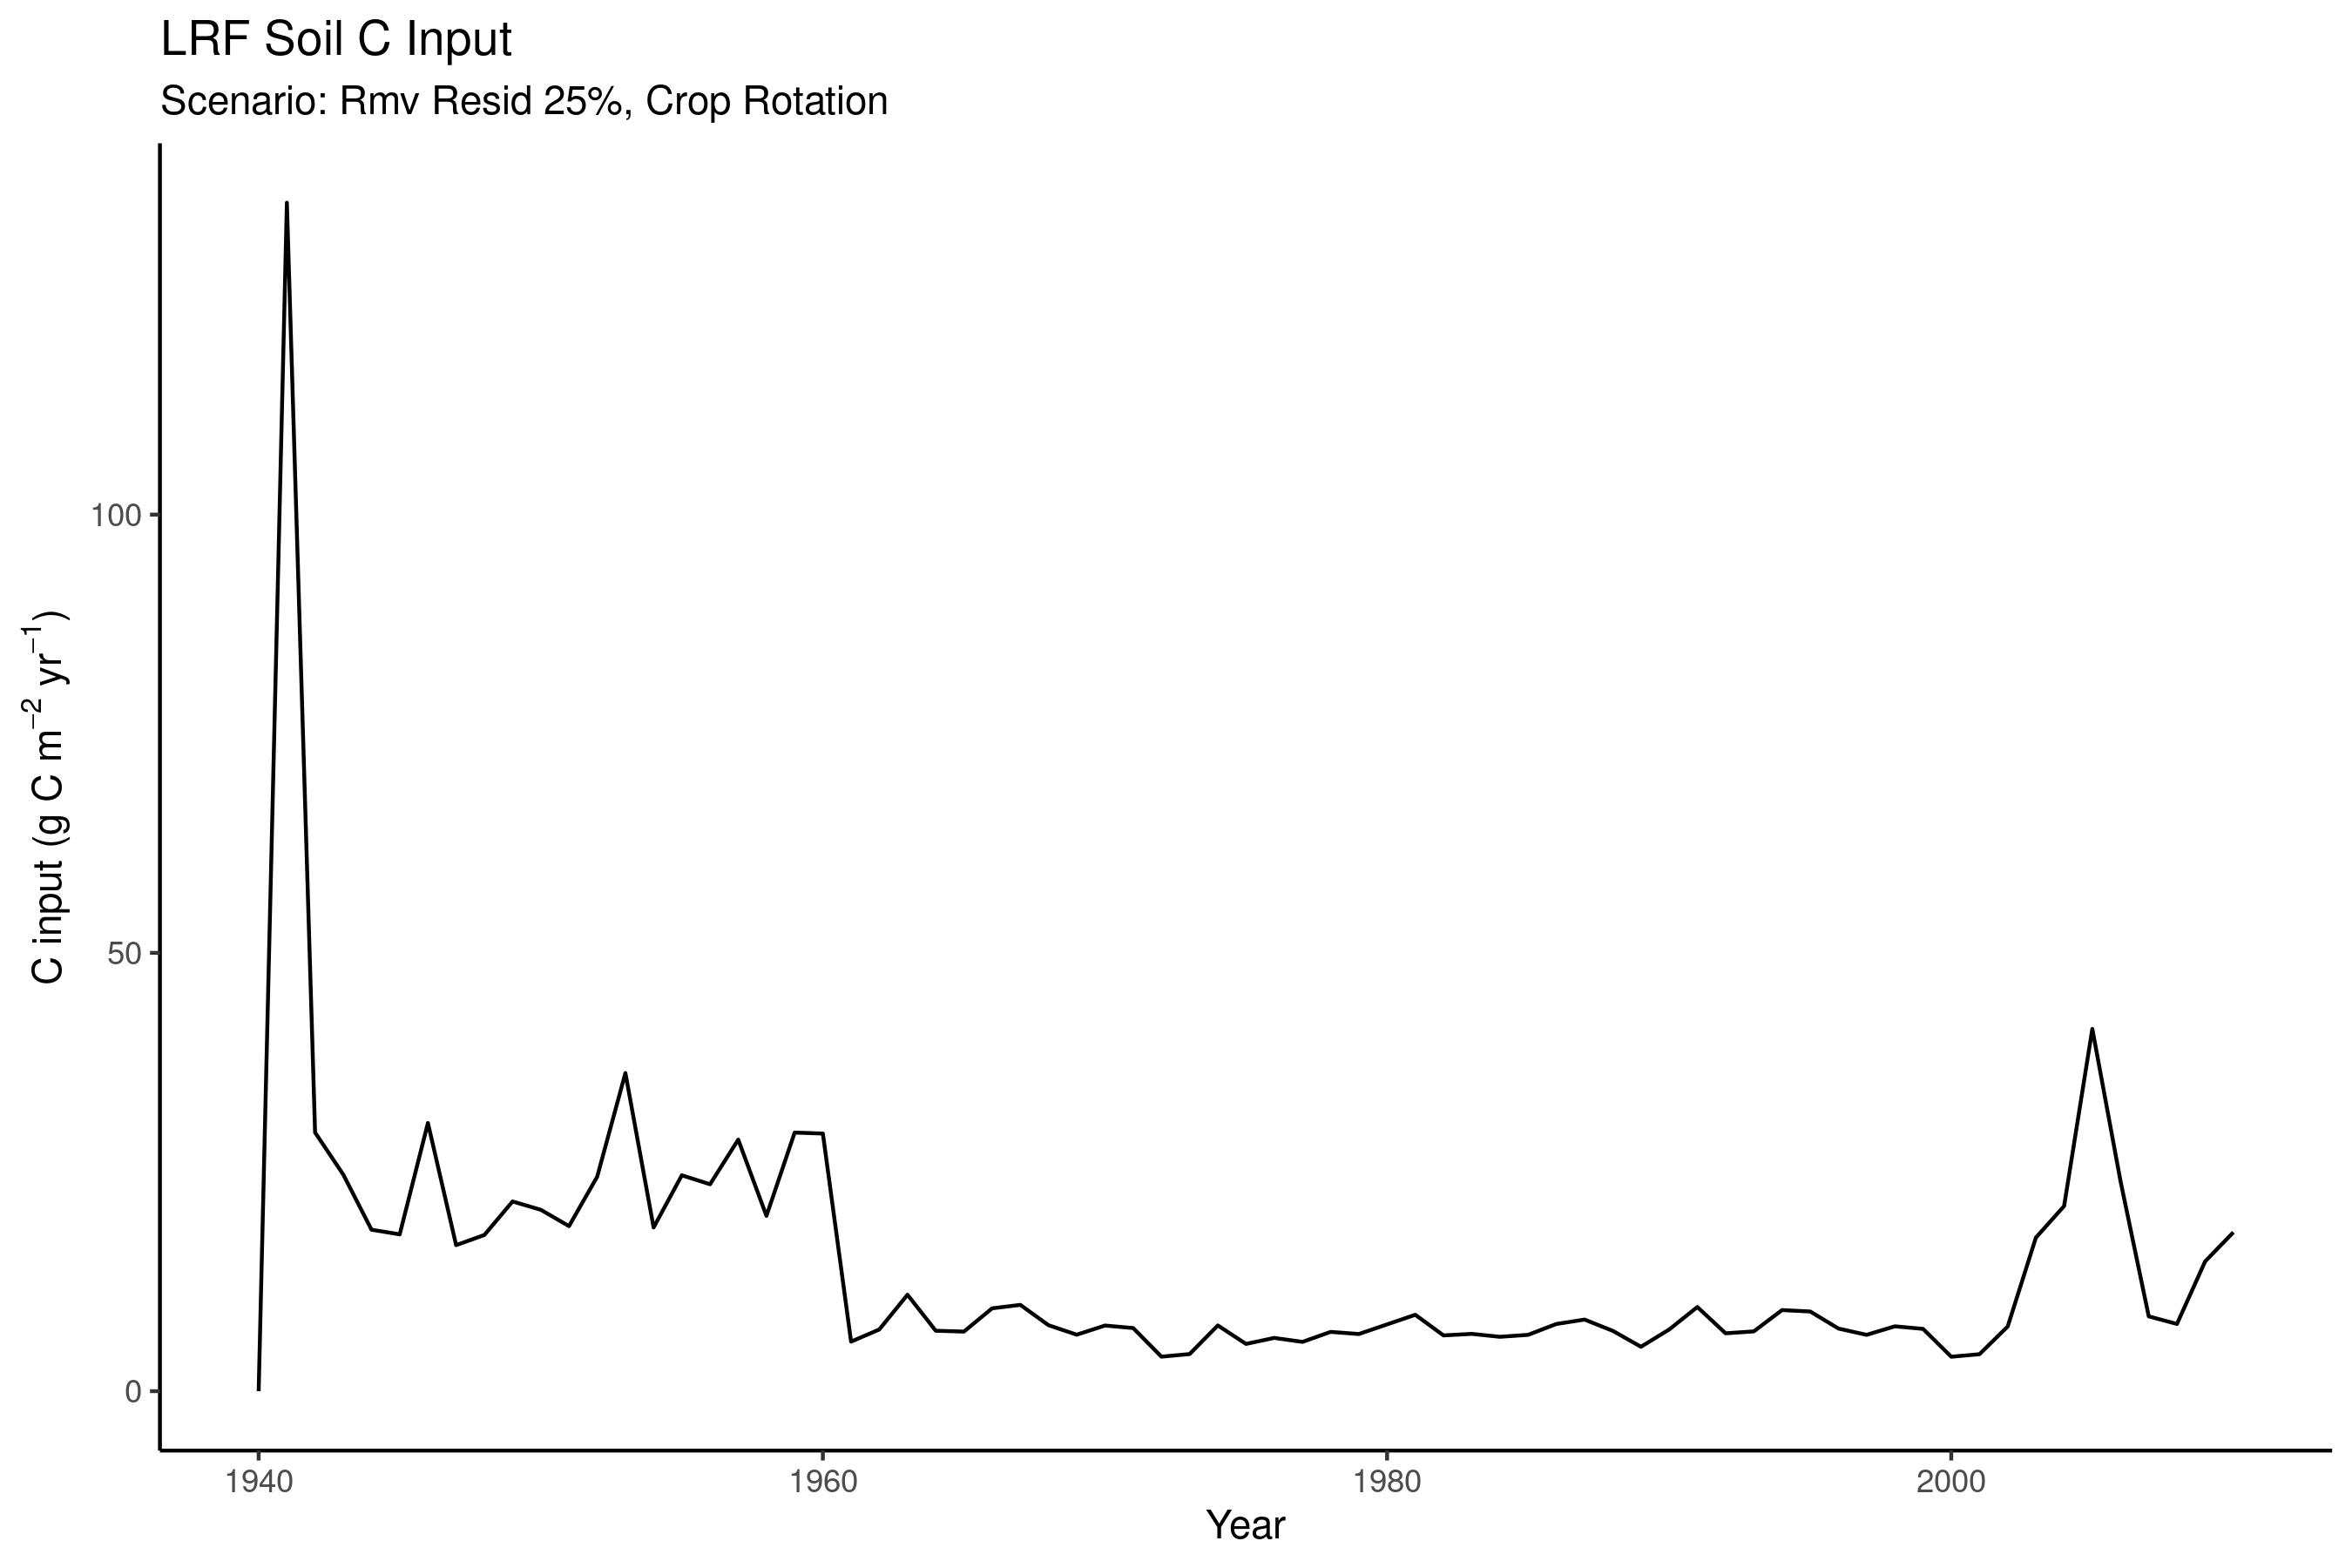 LRF Soil C Input
Scenario: Rmv Resid 25%, Crop Rotation
C input (g C m⁻² yr⁻¹)
100
50
0
1940
1960
1980
2000
Year